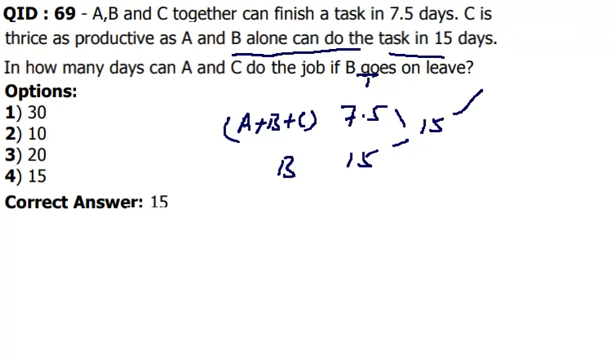 QID : 69 - A,B and C together can finish a task in 7.5 days. C is
thrice as productive as A and B alone can do the task in 15 days.
In how many days can A and C do the job if B goes on leave?
Options:
1) 30
2) 10
3) 20
4) 15
Correct Answer: 15
(A+B+C) 7.5 15
B 15